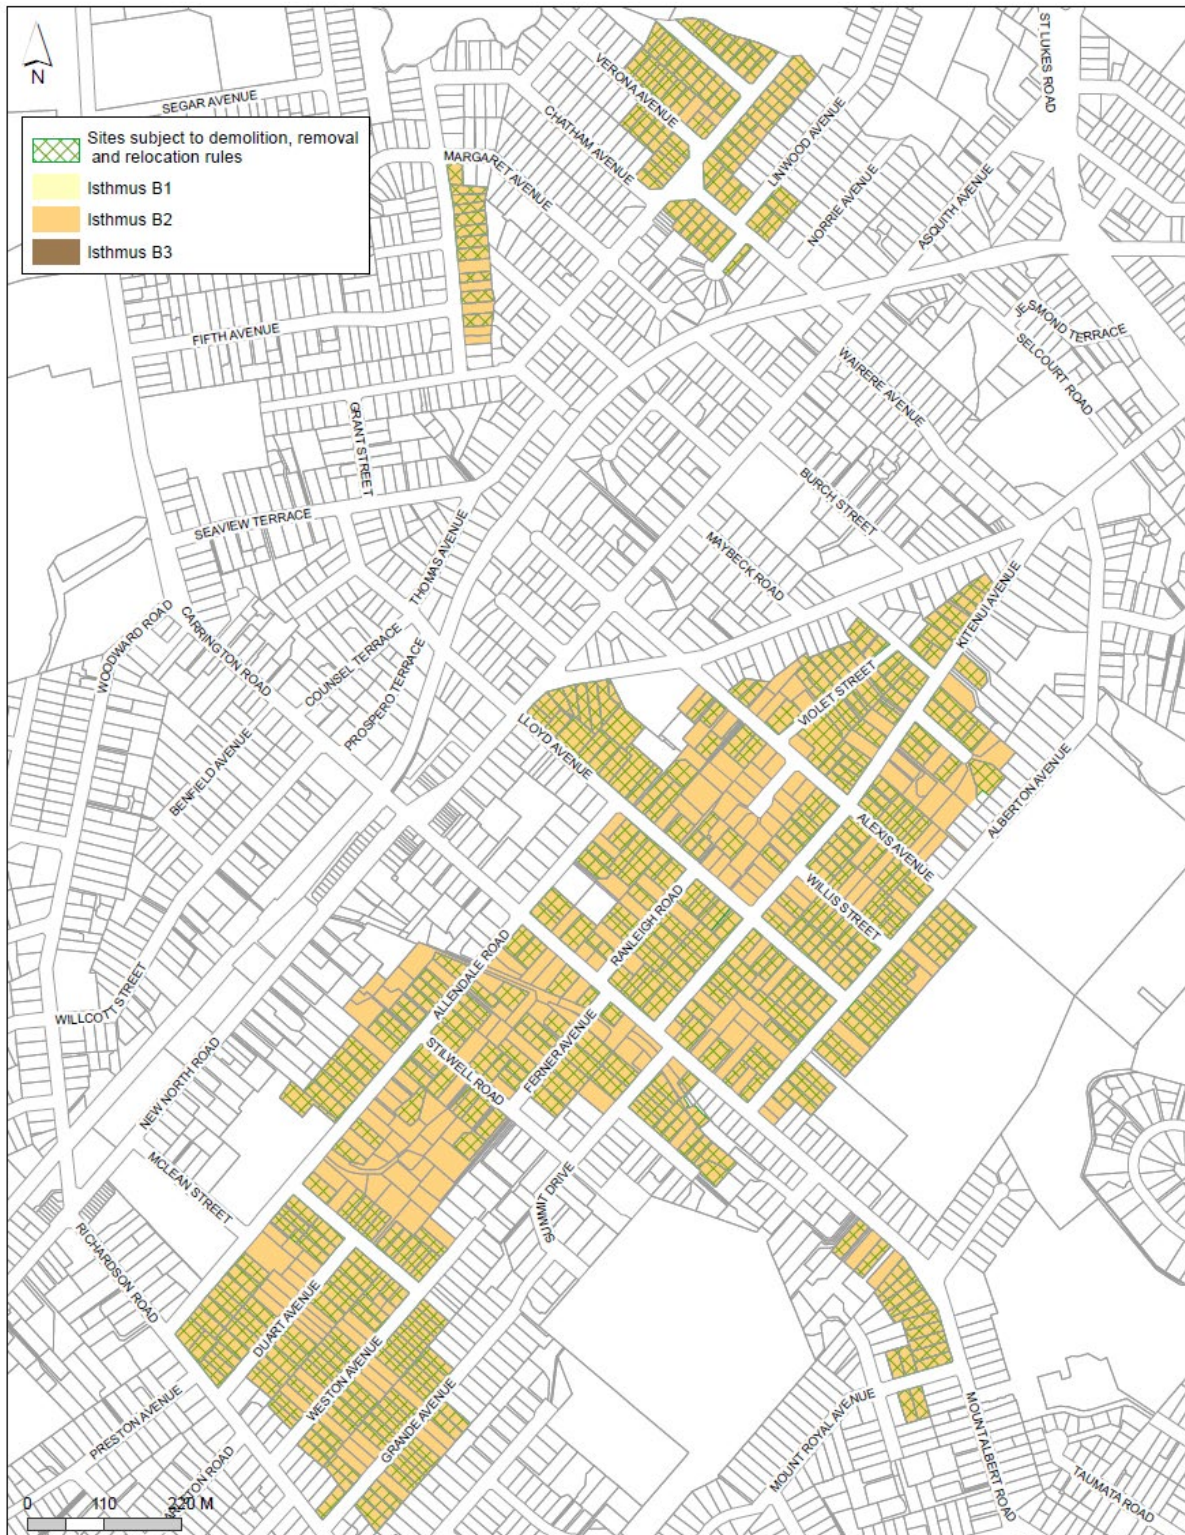 N
SEGAR AVENUE
ST LUKES ROAD
VERONA AVENUE
CHATHAM AVENUE
LINWOOD AVENUE
Sites subject to demolition, removal
and relocation rules
Isthmus B1
Isthmus B2
Isthmus B3
MARGARET AVENUE
NORRIE AVENUE
ASQUITH AVENUE
FIFTH AVENUE
JESMOND TERRACE
SELCOURT ROAD
WAIRERE AVENUE
GRANT STREET
BURCH STREET
SEAVIEW TERRACE
THOMAS AVENUE
MAYBECK ROAD
KITENUI AVENUE
WOODWARD ROAD
CARRINGTON ROAD
COUNSEL TERRACE
PROSPERO TERRACE
VIOLET STREET
LLOYD AVENUE
BENFIELD AVENUE
ALBERTON AVENUE
ALEXIS AVENUE
WILLIS STREET
RANLEIGH ROAD
ALLENDALE ROAD
WILLCOTT STREET
NEW NORTH ROAD
STILWELL ROAD
FERNER AVENUE
MCLEAN STREET
SUMMIT DRIVE
RICHARDSON ROAD
DUART AVENUE
WESTON AVENUE
GRANDE AVENUE
PRESTON AVENUE
MOUNT ROYAL AVENUE
MOUNT ALBERT ROAD
TAUMATA ROAD
0 110 220 M